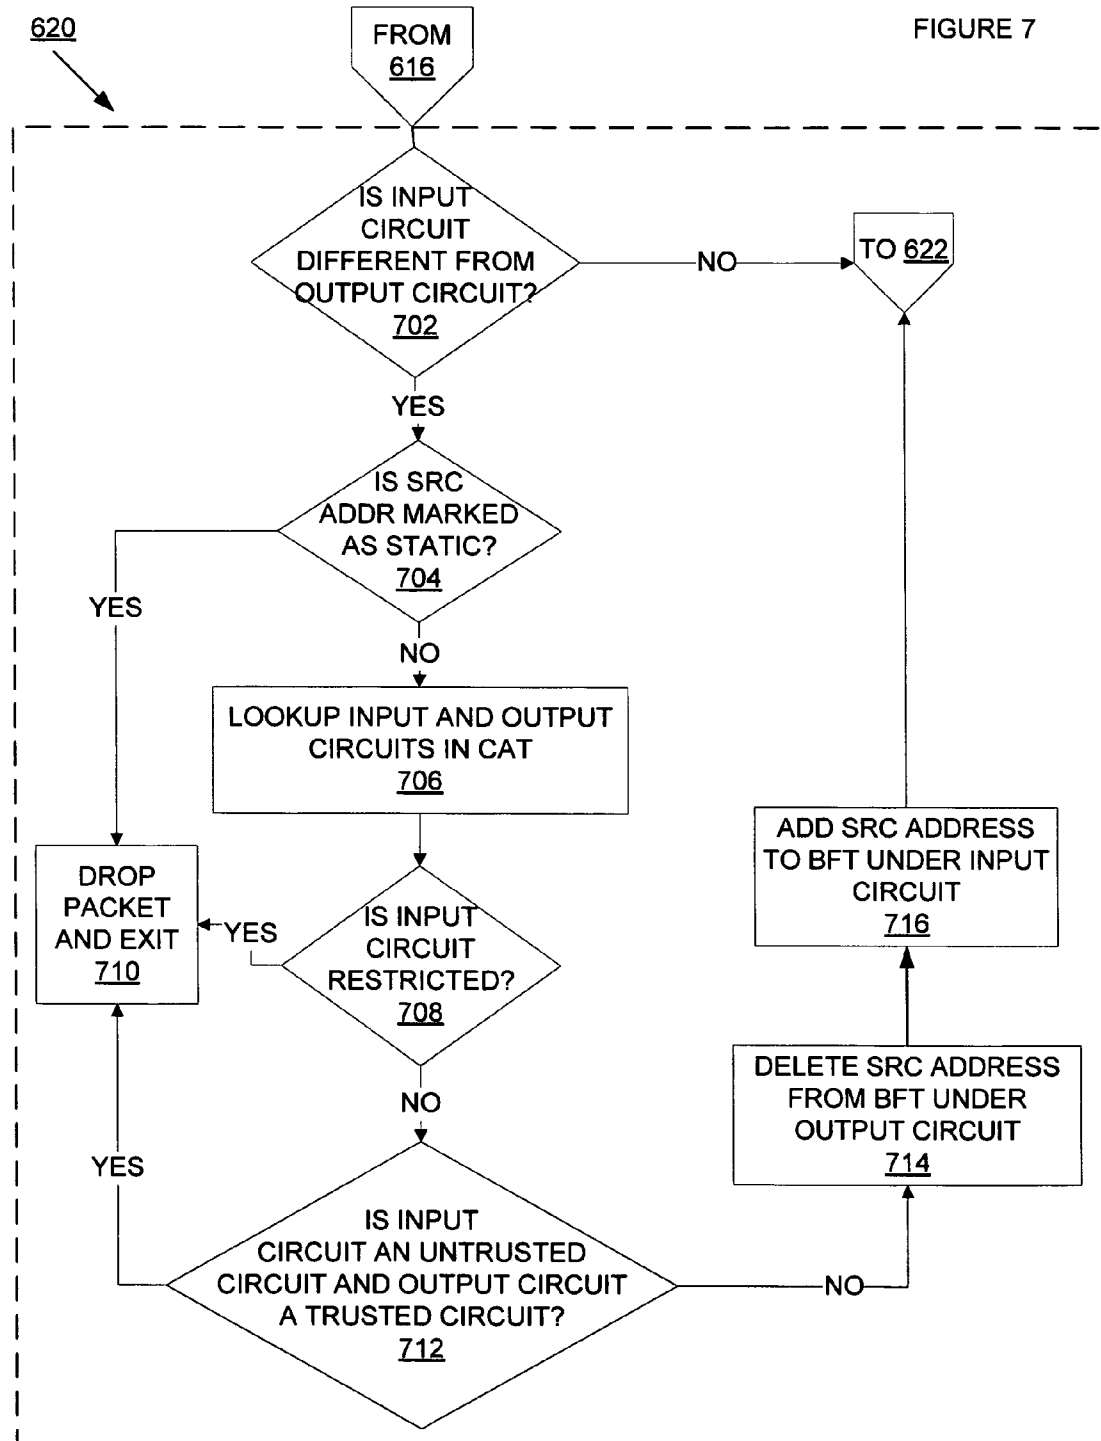 620
FROM
616
FIGURE 7
IS INPUT
CIRCUIT
DIFFERENT FROM
OUTPUT CIRCUIT?
702
NO
TO 622
YES
IS SRC
ADDR MARKED
AS STATIC?
704
YES
NO
LOOKUP INPUT AND OUTPUT
CIRCUITS IN CAT
706
DROP
PACKET
AND EXIT
710
YES
IS INPUT
CIRCUIT
RESTRICTED?
708
ADD SRC ADDRESS
TO BFT UNDER INPUT
CIRCUIT
716
NO
DELETE SRC ADDRESS
FROM BFT UNDER
OUTPUT CIRCUIT
714
YES
IS INPUT
CIRCUIT AN UNTRUSTED
CIRCUIT AND OUTPUT CIRCUIT
A TRUSTED CIRCUIT?
712
NO